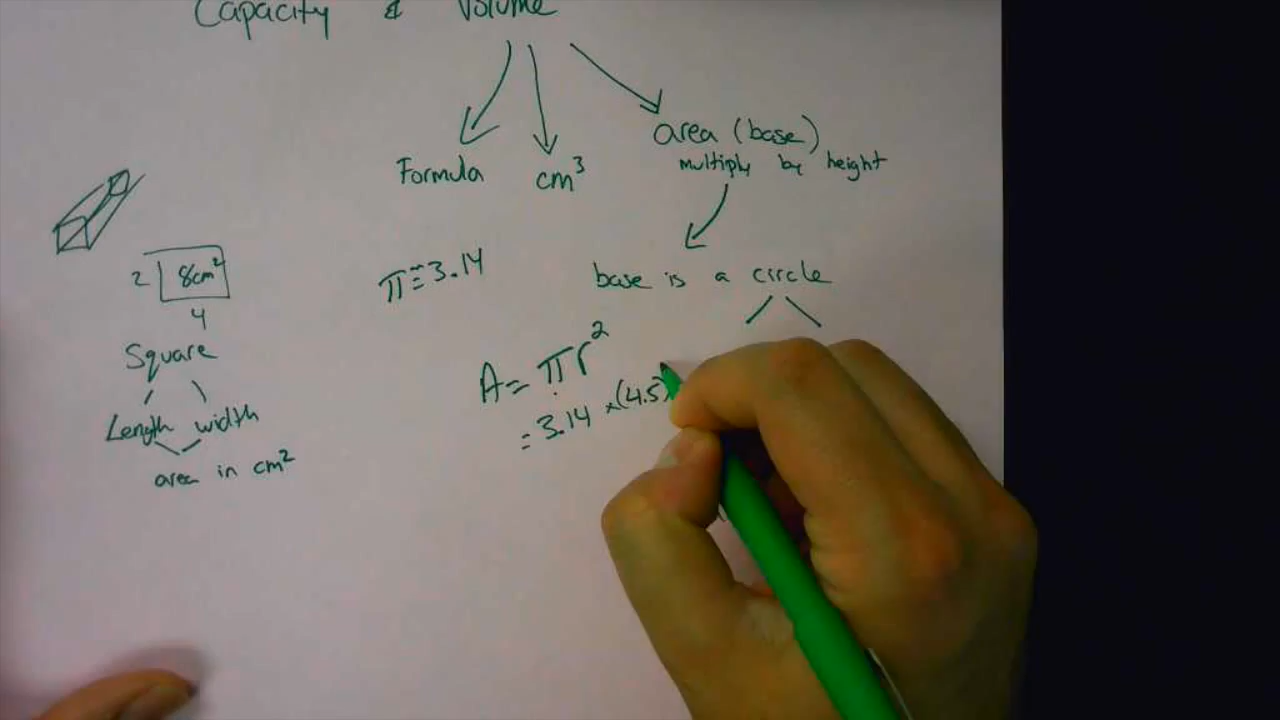 Capacity & Volume
Formula
cm³
area (base)
multiply by height
base is a circle
π = 3.14
A = πr²
= 3.14 × (4.5)
2
8cm²
4
Square
Length width
area in cm²